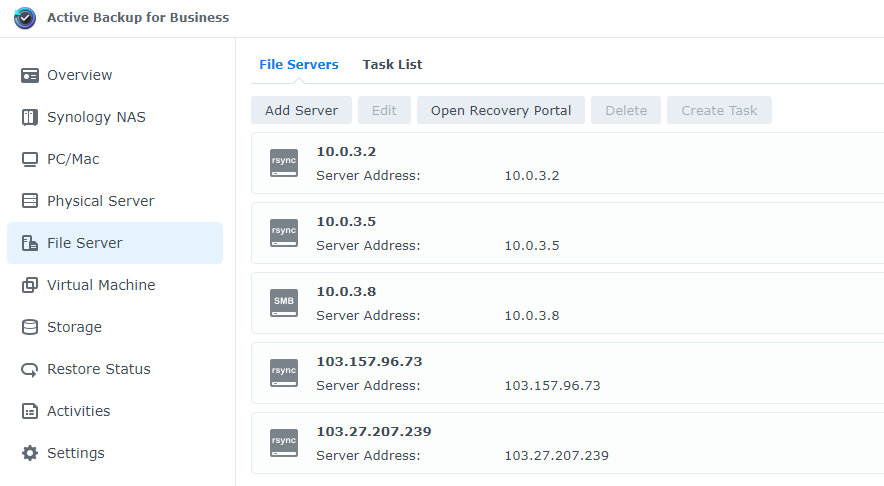 Active Backup for Business
Overview
Synology NAS
PC/Mac
Physical Server
File Server
Virtual Machine
Storage
Restore Status
Activities
Settings
File Servers Task List
Add Server Edit Open Recovery Portal Delete Create Task
rsync
10.0.3.2
Server Address: 10.0.3.2
rsync
10.0.3.5
Server Address: 10.0.3.5
SMB
10.0.3.8
Server Address: 10.0.3.8
rsync
103.157.96.73
Server Address: 103.157.96.73
rsync
103.27.207.239
Server Address: 103.27.207.239